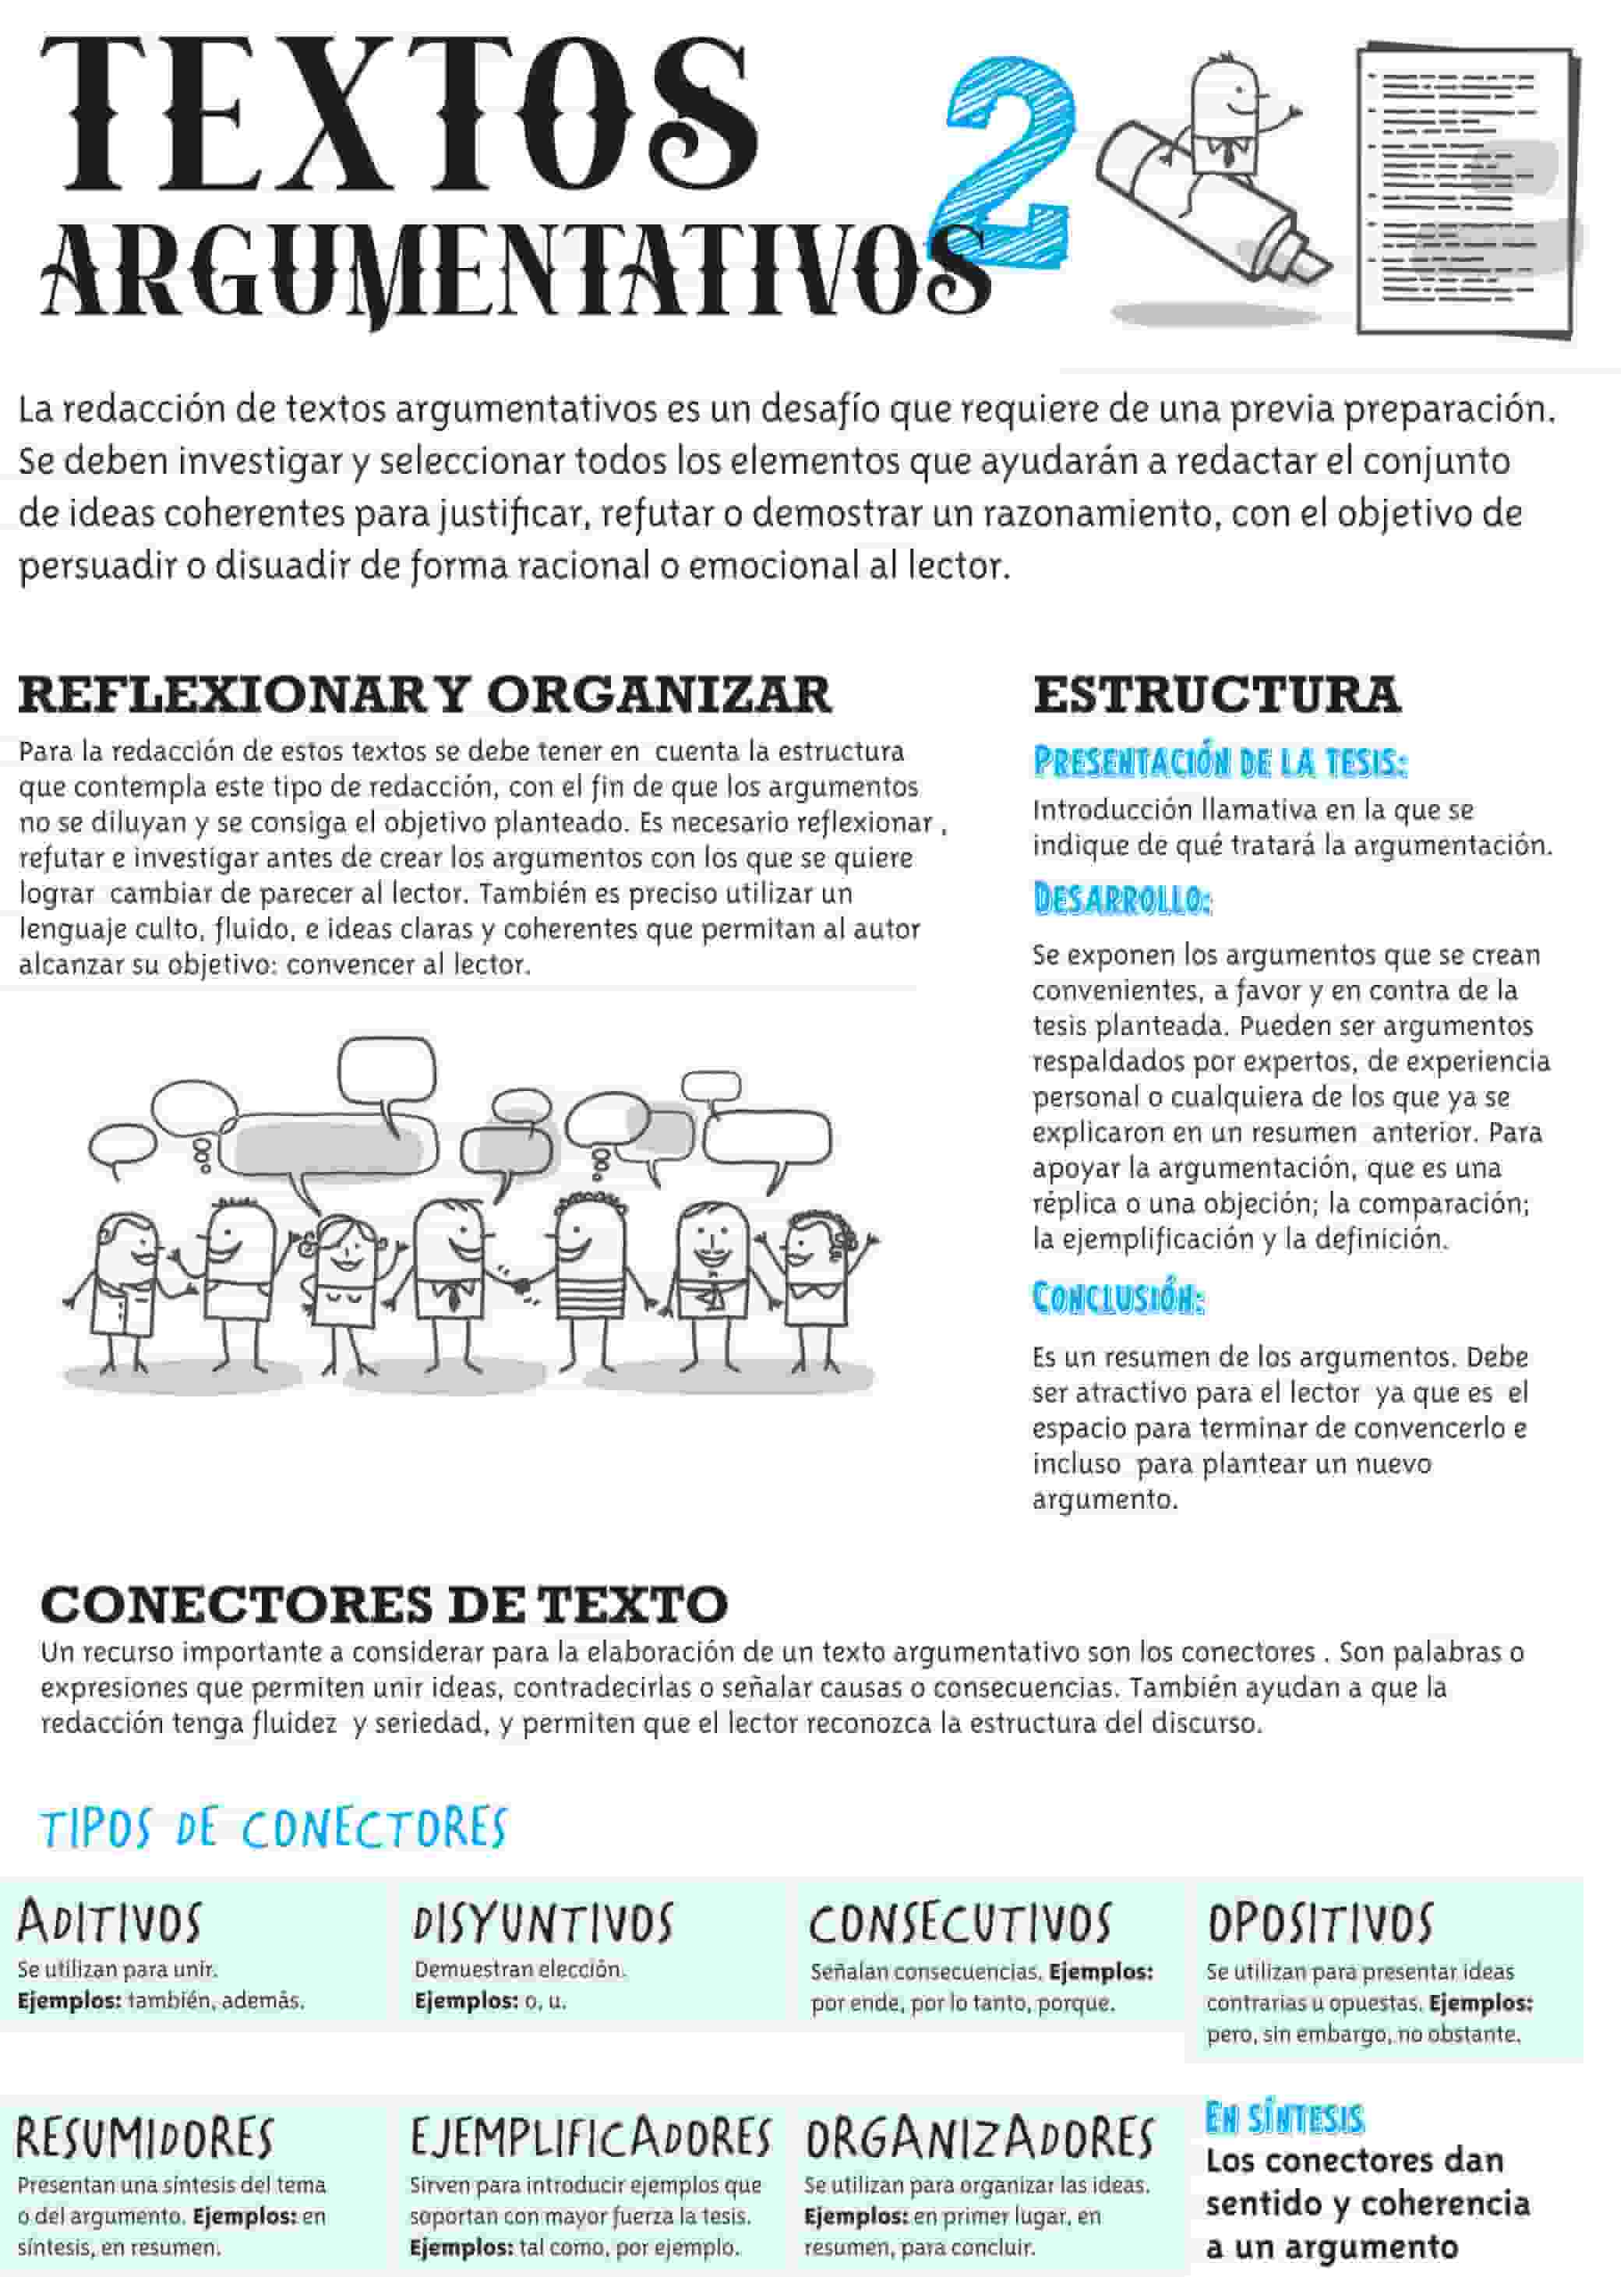 TEXTOS
ARGUMENTATIVOS
2
La redacción de textos argumentativos es un desafío que requiere de una previa preparación.
Se deben investigar y seleccionar todos los elementos que ayudarán a redactar el conjunto
de ideas coherentes para justificar, refutar o demostrar un razonamiento, con el objetivo de
persuadir o disuadir de forma racional o emocional al lector.
REFLEXIONAR Y ORGANIZAR
Para la redacción de estos textos se debe tener en cuenta la estructura
que contempla este tipo de redacción, con el fin de que los argumentos
no se diluyan y se consiga el objetivo planteado. Es necesario reflexionar ,
refutar e investigar antes de crear los argumentos con los que se quiere
lograr cambiar de parecer al lector. También es preciso utilizar un
lenguaje culto, fluido, e ideas claras y coherentes que permitan al autor
alcanzar su objetivo: convencer al lector.
ESTRUCTURA
PRESENTACIÓN DE LA TESIS:
Introducción llamativa en la que se
indique de qué tratará la argumentación.
DESARROLLO:
Se exponen los argumentos que se crean
convenientes, a favor y en contra de la
tesis planteada. Pueden ser argumentos
respaldados por expertos, de experiencia
personal o cualquiera de los que ya se
explicaron en un resumen anterior. Para
apoyar la argumentación, que es una
réplica o una objeción; la comparación;
la ejemplificación y la definición.
CONCLUSIÓN:
Es un resumen de los argumentos. Debe
ser atractivo para el lector ya que es el
espacio para terminar de convencerlo e
incluso para plantear un nuevo
argumento.
CONECTORES DE TEXTO
Un recurso importante a considerar para la elaboración de un texto argumentativo son los conectores . Son palabras o
expresiones que permiten unir ideas, contradecirlas o señalar causas o consecuencias. También ayudan a que la
redacción tenga fluidez y seriedad, y permiten que el lector reconozca la estructura del discurso.
TIPOS DE CONECTORES
ADITIVOS
Se utilizan para unir.
Ejemplos: también, además.
DISYUNTIVOS
Demuestran elección.
Ejemplos: o, u.
CONSECUTIVOS
Señalan consecuencias. Ejemplos:
por ende, por lo tanto, porque.
OPOSITIVOS
Se utilizan para presentar ideas
contrarias u opuestas. Ejemplos:
pero, sin embargo, no obstante.
RESUMIDORES
Presentan una síntesis del tema
o del argumento. Ejemplos: en
síntesis, en resumen.
EJEMPLIFICADORES
Sirven para introducir ejemplos que
soportan con mayor fuerza la tesis.
Ejemplos: tal como, por ejemplo.
ORGANIZADORES
Se utilizan para organizar las ideas.
Ejemplos: en primer lugar, en
resumen, para concluir.
EN SÍNTESIS
Los conectores dan
sentido y coherencia
a un argumento